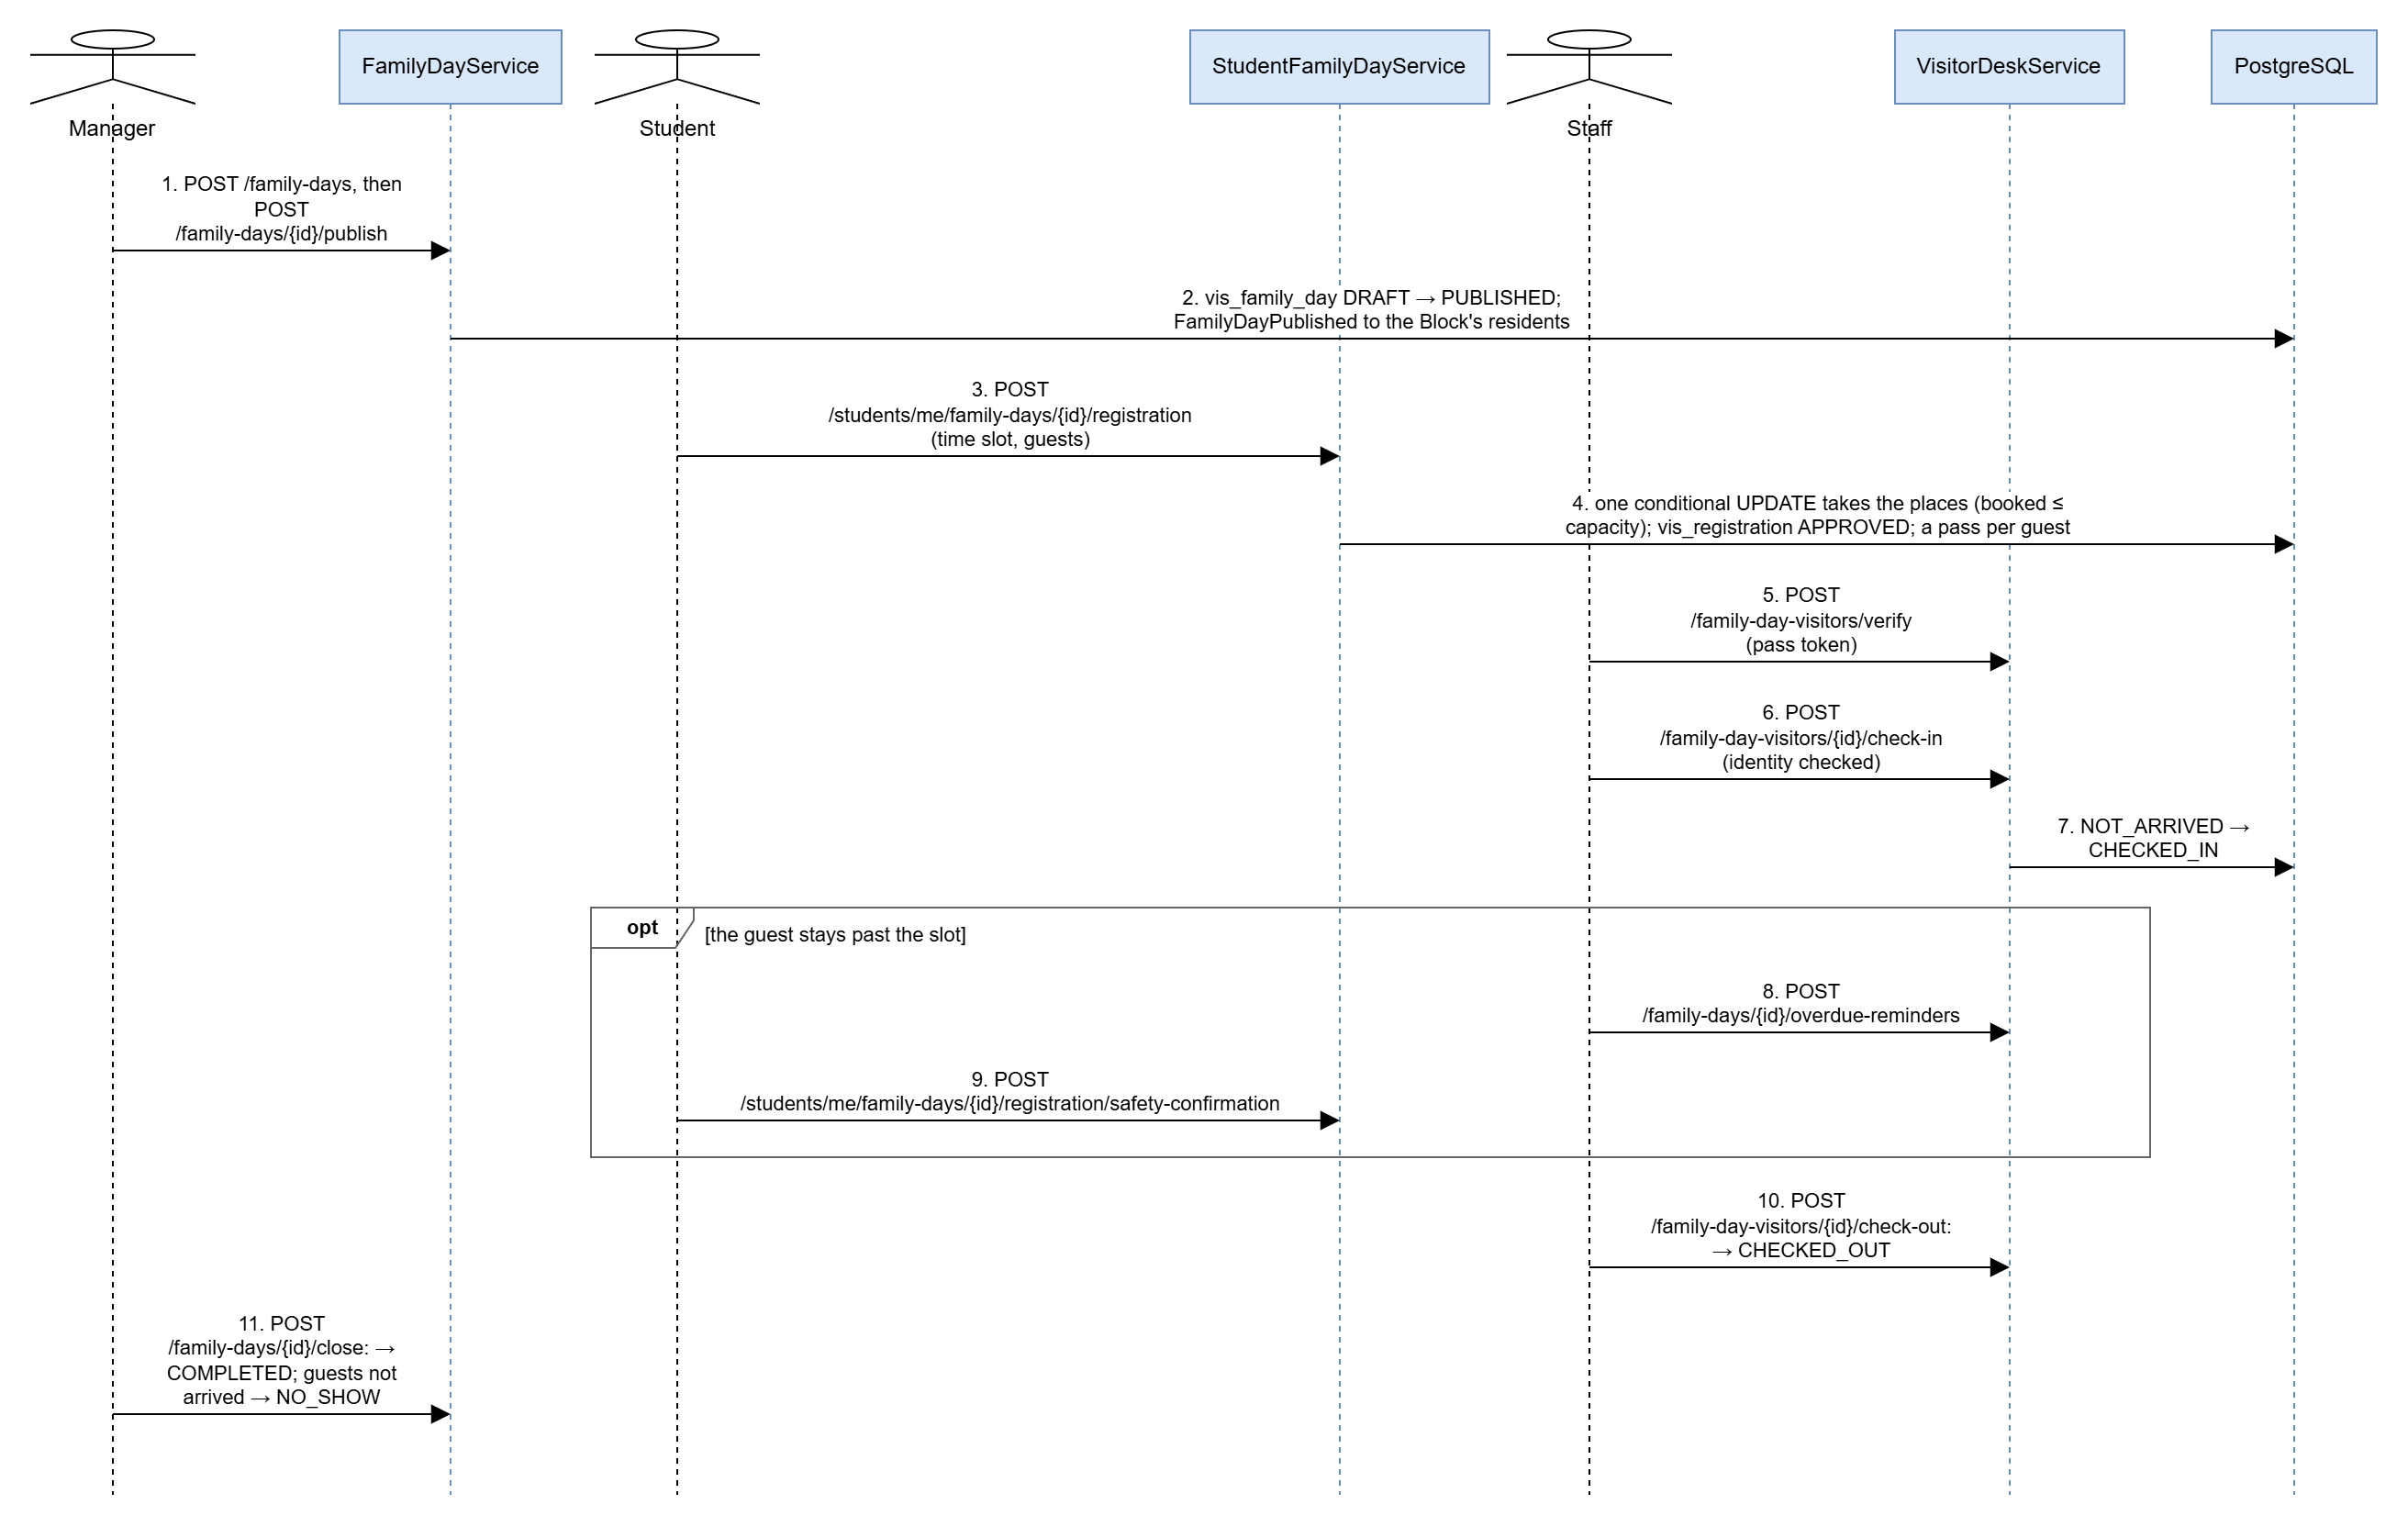 Manager
FamilyDayService
Student
StudentFamilyDayService
Staff
VisitorDeskService
PostgreSQL
1. POST /family-days, then
POST
/family-days/{id}/publish
2. vis_family_day DRAFT → PUBLISHED;
FamilyDayPublished to the Block's residents
3. POST
/students/me/family-days/{id}/registration
(time slot, guests)
4. one conditional UPDATE takes the places (booked ≤
capacity); vis_registration APPROVED; a pass per guest
5. POST
/family-day-visitors/verify
(pass token)
6. POST
/family-day-visitors/{id}/check-in
(identity checked)
7. NOT_ARRIVED →
CHECKED_IN
opt
[the guest stays past the slot]
8. POST
/family-days/{id}/overdue-reminders
9. POST
/students/me/family-days/{id}/registration/safety-confirmation
10. POST
/family-day-visitors/{id}/check-out:
→ CHECKED_OUT
11. POST
/family-days/{id}/close: →
COMPLETED; guests not
arrived → NO_SHOW